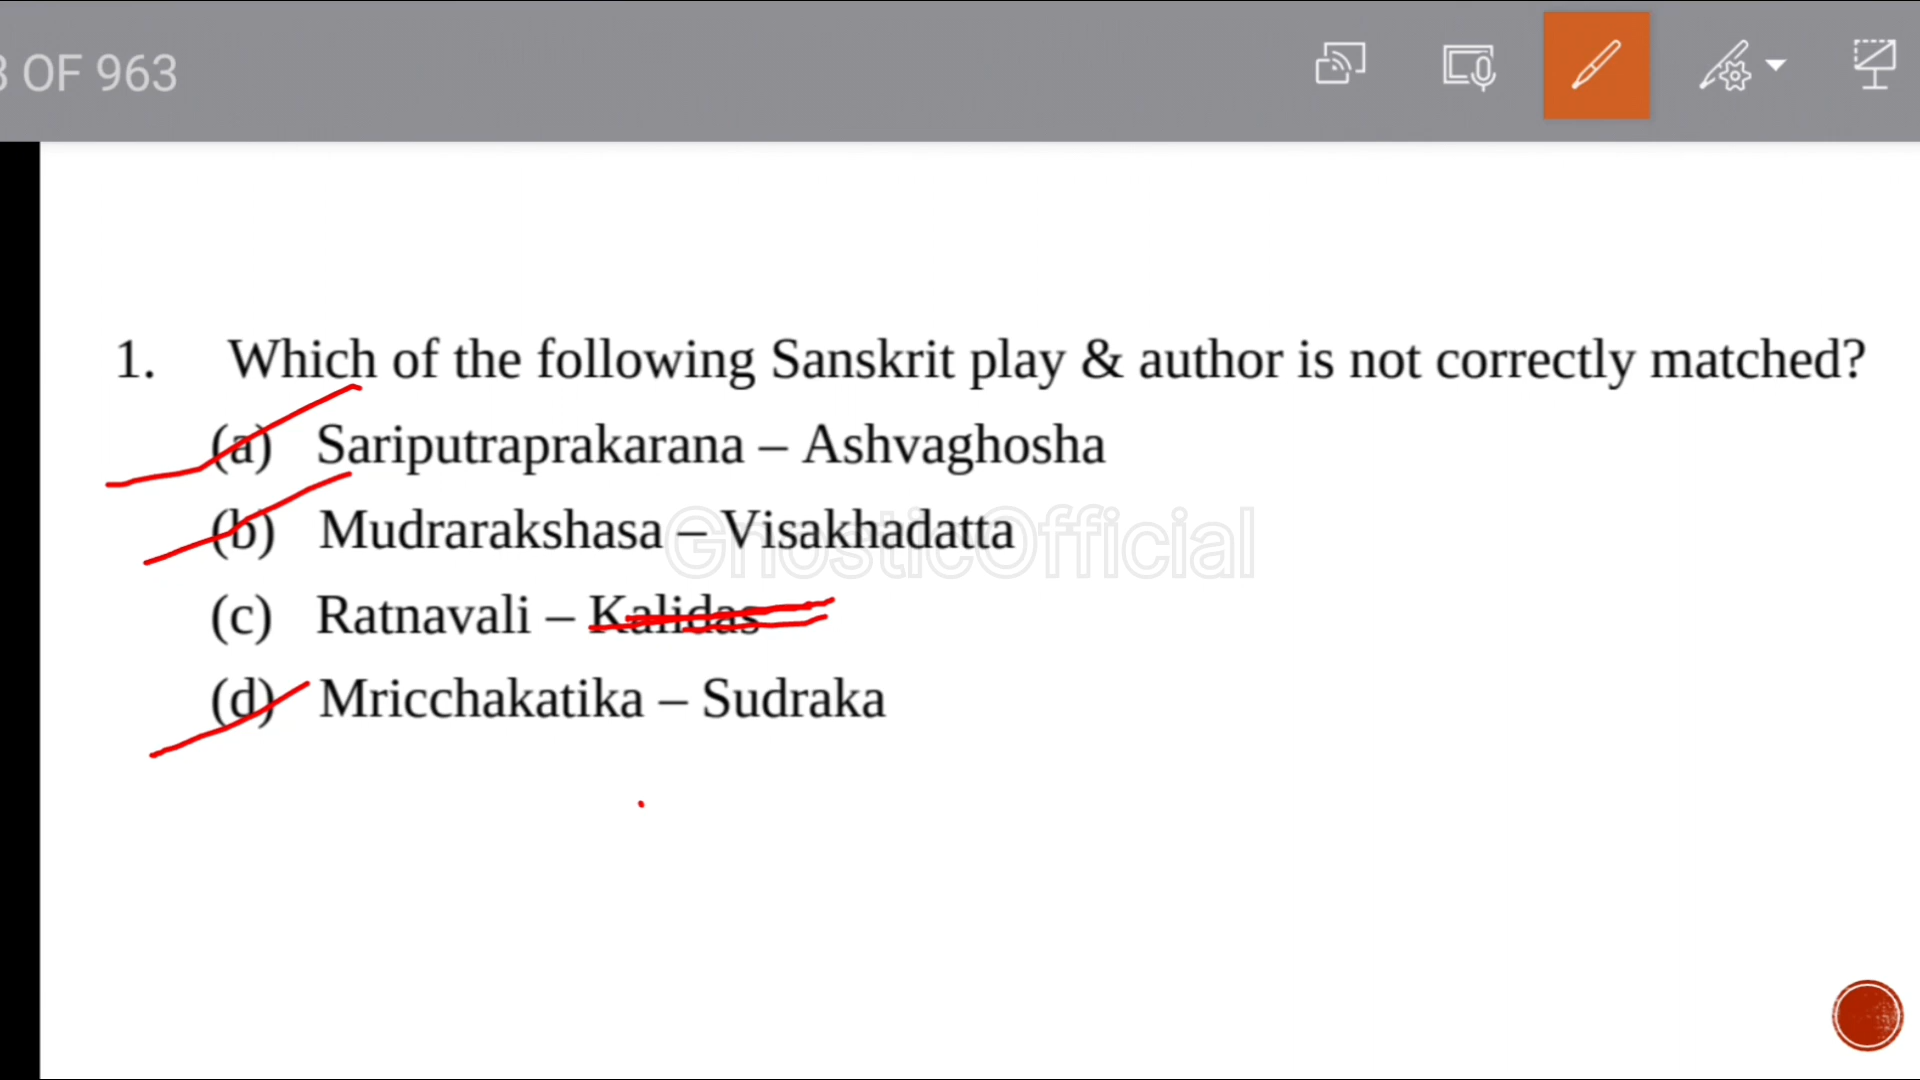 OF 963
1. Which of the following Sanskrit play & author is not correctly matched?
(a) Sariputraprakarana – Ashvaghosha
(b) Mudrarakshasa – Visakhadatta
GnosticOfficial
(c) Ratnavali – Kalidas
(d) Mricchakatika – Sudraka